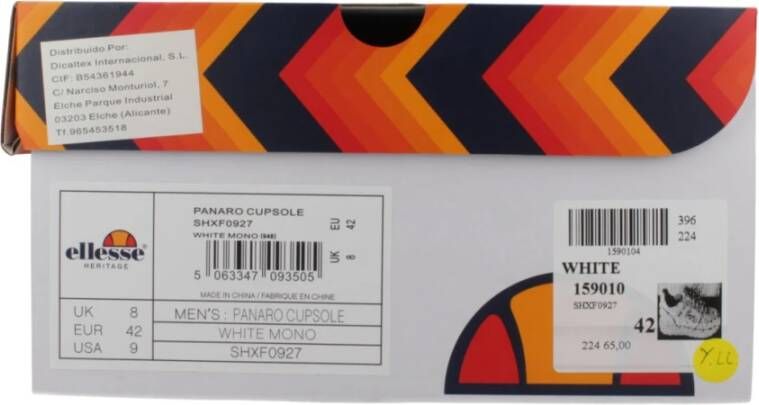 Distribuido Por:
Dicaltex Internacional, S.L.
CIF: B54361944
C/ Narciso Monturiol, 7
Elche Parque Industrial
03203 Elche (Alicante)
Tf.965453518
ellesse®
HERITAGE
PANARO CUPSOLE
SHXF0927
WHITE MONO (948)
5 063347 093505
UK 8 EU 42
MADE IN CHINA / FABRIQUE EN CHINE
UK 8
EUR 42
USA 9
MEN'S : PANARO CUPSOLE
WHITE MONO
SHXF0927
396
224
1590104
WHITE
159010
SHXF0927
42
224 65,00
Y.LL